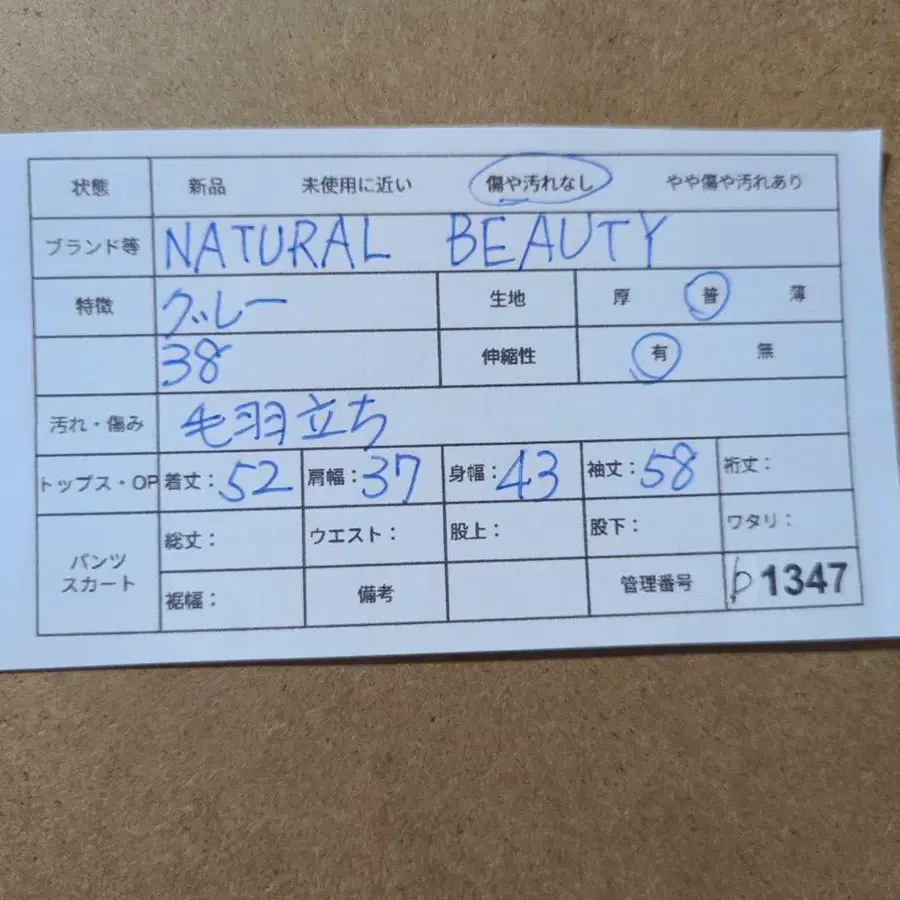 状態 新品 未使用に近い 傷や汚れなし やや傷や汚れあり
ブランド等 NATURAL BEAUTY
特徴 グレー 生地 厚 普 薄
38 伸縮性 有 無
汚れ・傷み 毛羽立ち
トップス・OP 着丈：52 肩幅：37 身幅：43 袖丈：58 裄丈：
パンツ スカート 総丈： ウエスト： 股上： 股下： ワタリ：
裾幅： 備考 管理番号 b1347